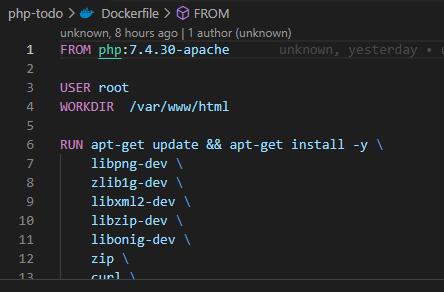 php-todo > Dockerfile > FROM
unknown, 8 hours ago | 1 author (unknown)
1 FROM php:7.4.30-apache unknown, yesterday •
2
3 USER root
4 WORKDIR /var/www/html
5
6 RUN apt-get update && apt-get install -y \
7 libpng-dev \
8 zlib1g-dev \
9 libxml2-dev \
10 libzip-dev \
11 libonig-dev \
12 zip \
13 curl \